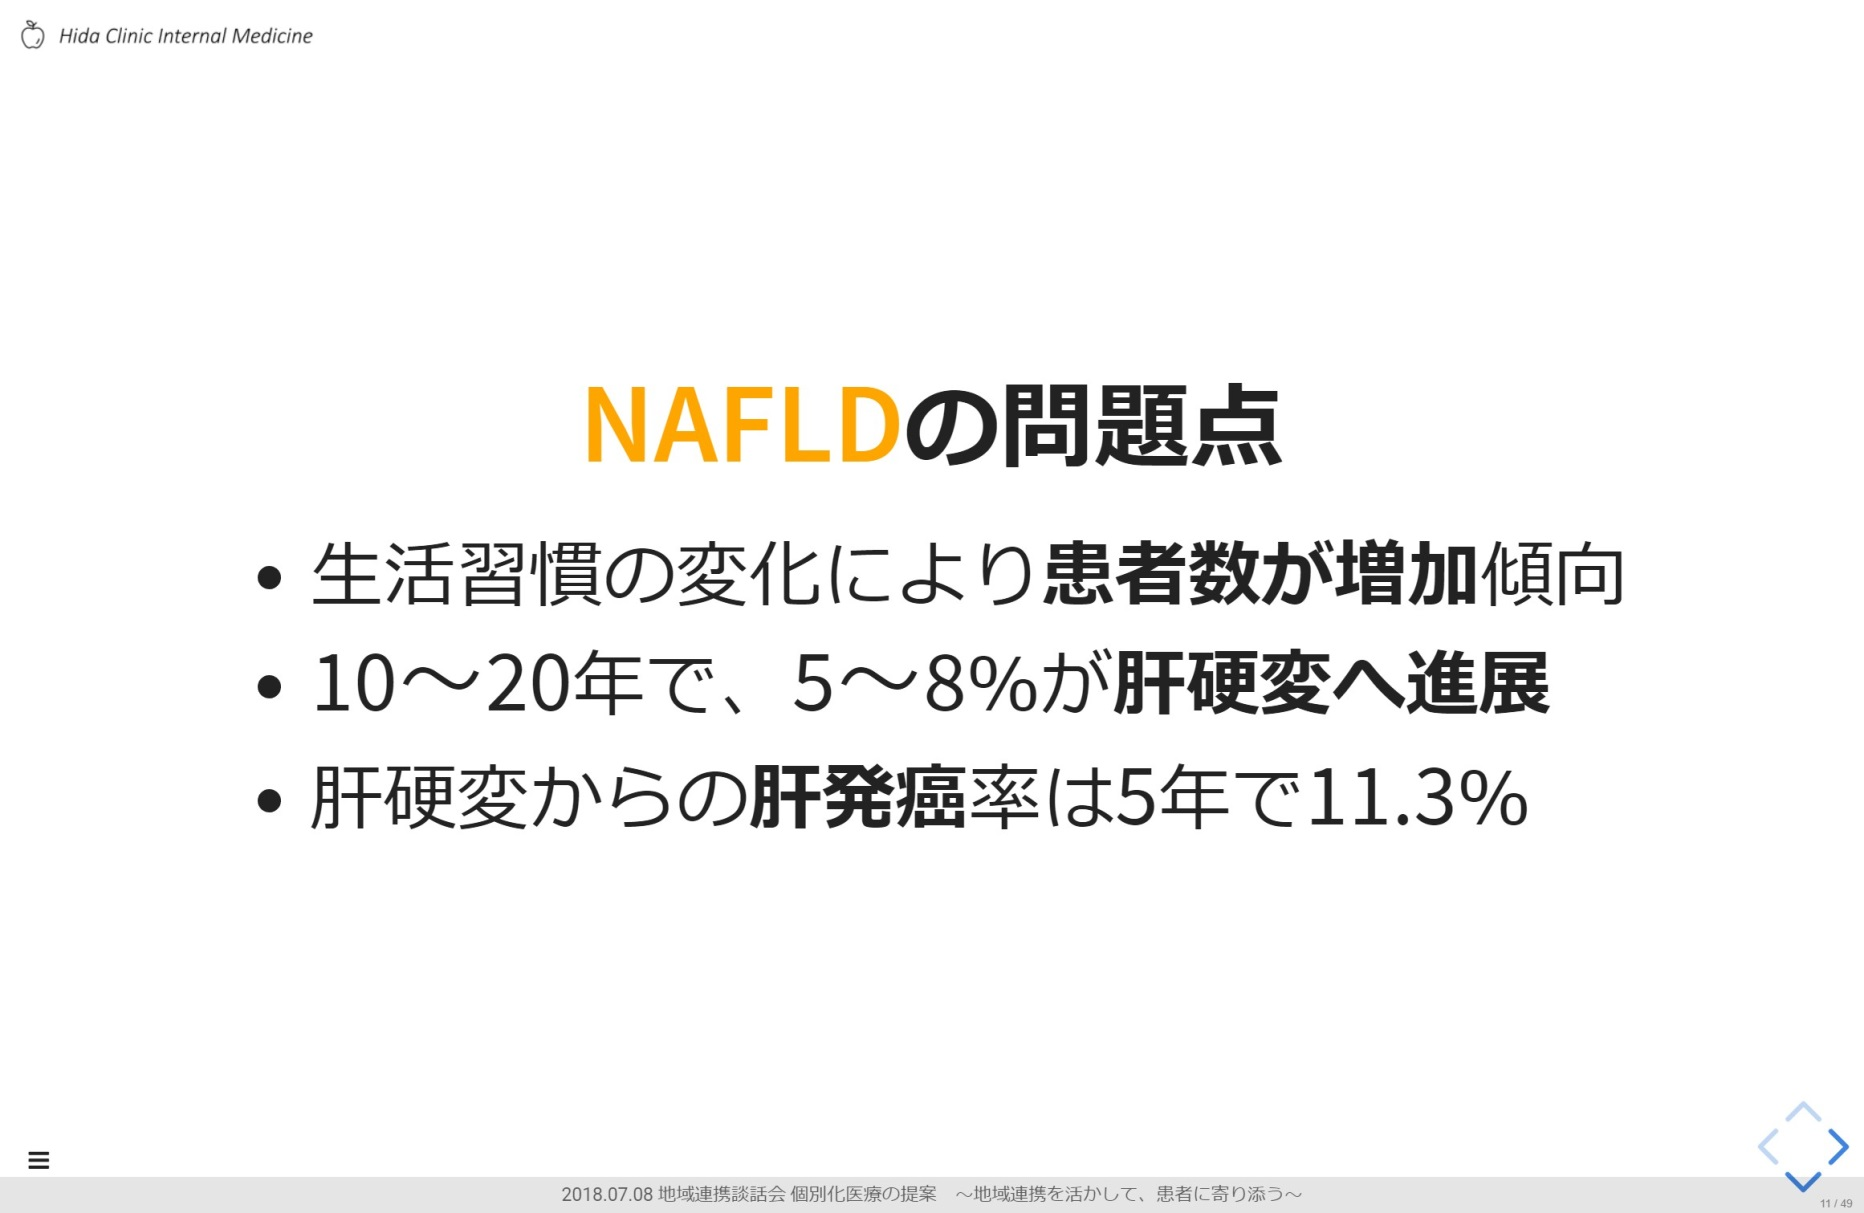 Hida Clinic Internal Medicine
NAFLDの問題点
• 生活習慣の変化により患者数が増加傾向
• 10〜20年で、5〜8%が肝硬変へ進展
• 肝硬変からの肝発癌率は5年で11.3%
2018.07.08 地域連携談話会 個別化医療の提案　〜地域連携を活かして、患者に寄り添う〜
11 / 49